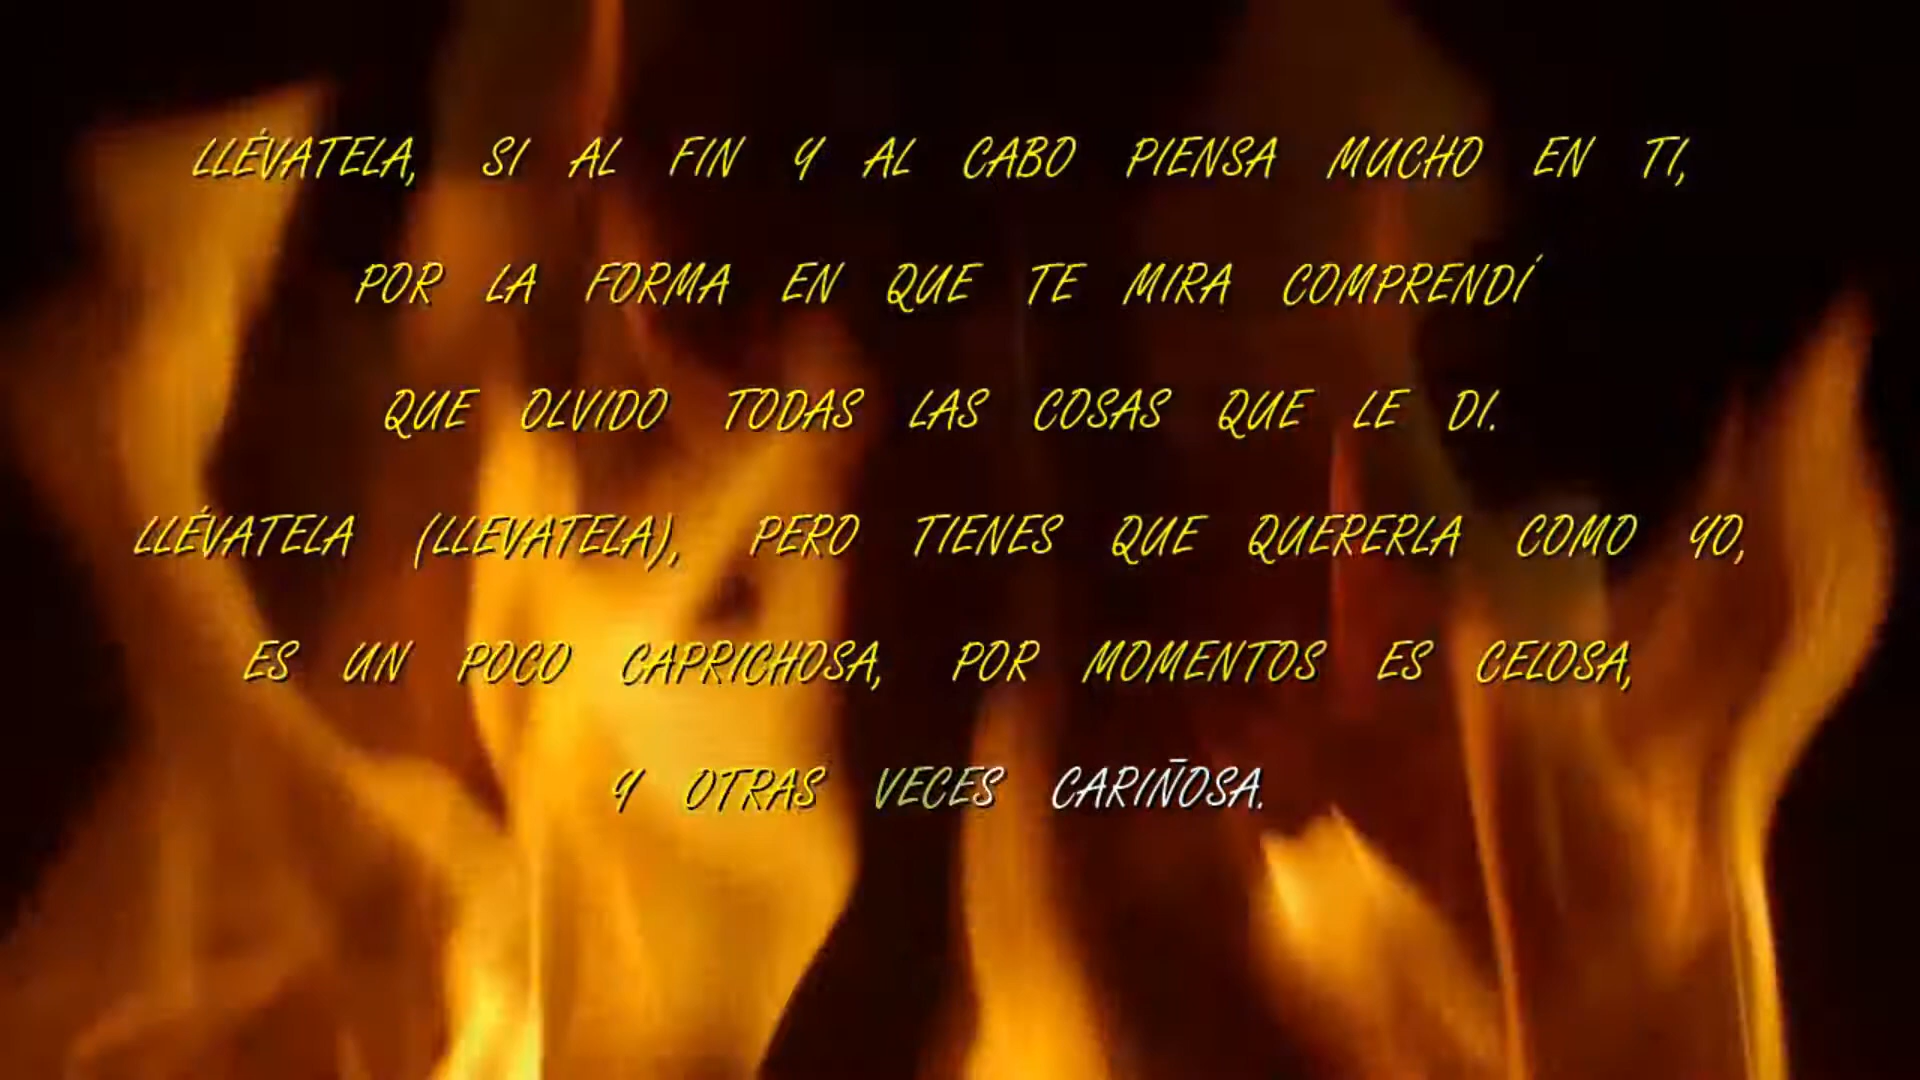 LLÉVATELA, SI AL FIN Y AL CABO PIENSA MUCHO EN TI,
POR LA FORMA EN QUE TE MIRA COMPRENDÍ
QUE OLVIDO TODAS LAS COSAS QUE LE DI.
LLÉVATELA (LLEVATELA), PERO TIENES QUE QUERERLA COMO YO,
ES UN POCO CAPRICHOSA, POR MOMENTOS ES CELOSA,
Y OTRAS VECES CARIÑOSA.